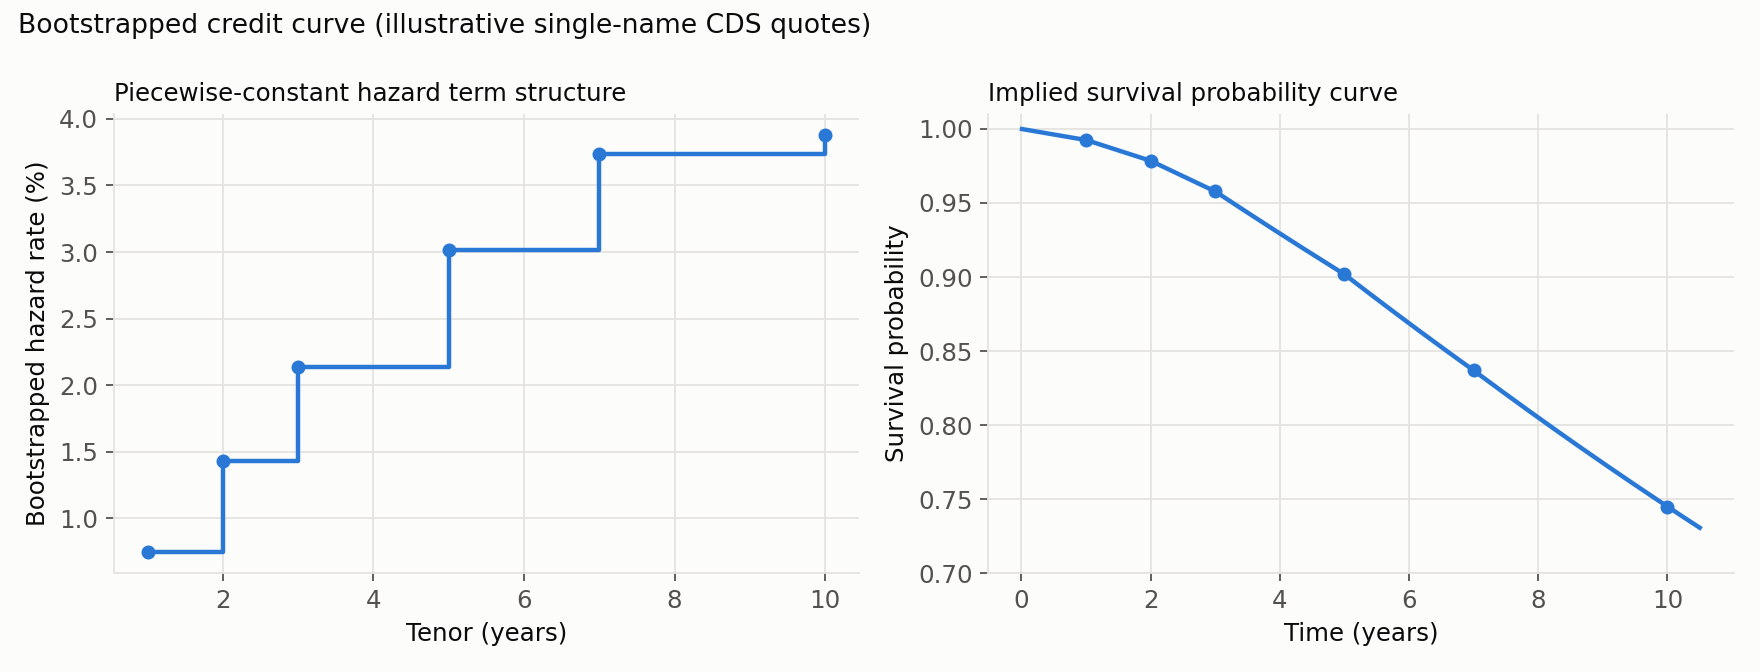 Bootstrapped credit curve (illustrative single-name CDS quotes)
Piecewise-constant hazard term structure
Bootstrapped hazard rate (%)
4.0
3.5
3.0
2.5
2.0
1.5
1.0
2 4 6 8 10
Tenor (years)
Implied survival probability curve
Survival probability
1.00
0.95
0.90
0.85
0.80
0.75
0.70
0 2 4 6 8 10
Time (years)